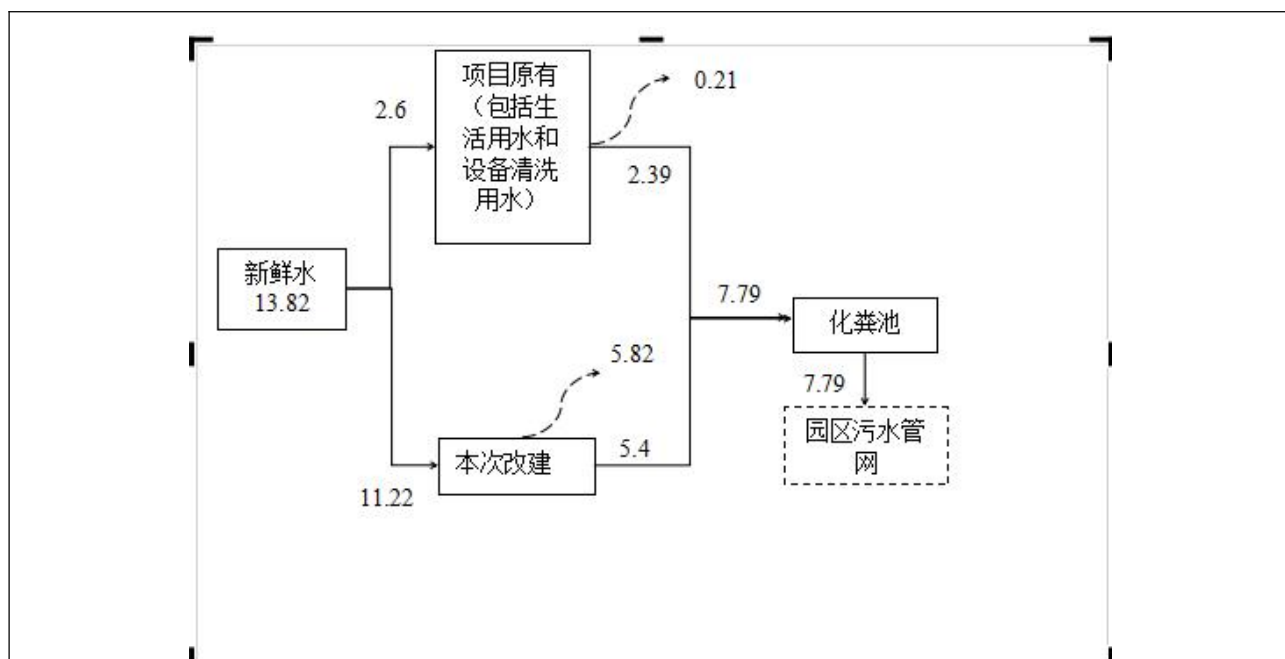 项目原有
（包括生
活用水和
设备清洗
用水）
0.21
2.6
2.39
新鲜水
13.82
7.79
化粪池
5.82
7.79
园区污水管
网
本次改建
5.4
11.22